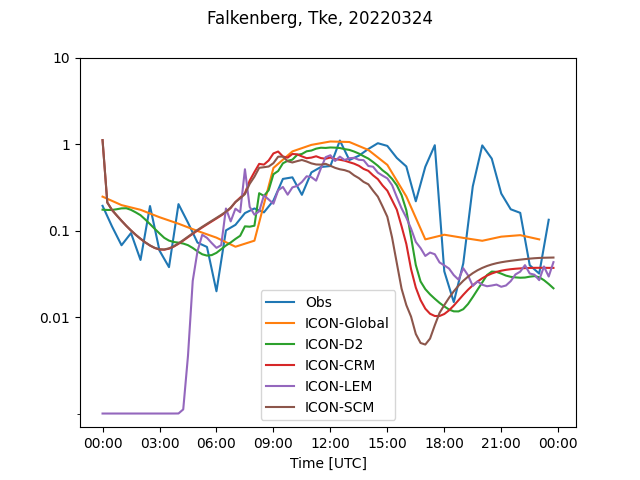 Falkenberg, Tke, 20220324
10
1
0.1
0.01
Obs
ICON-Global
ICON-D2
ICON-CRM
ICON-LEM
ICON-SCM
00:00 03:00 06:00 09:00 12:00 15:00 18:00 21:00 00:00
Time [UTC]